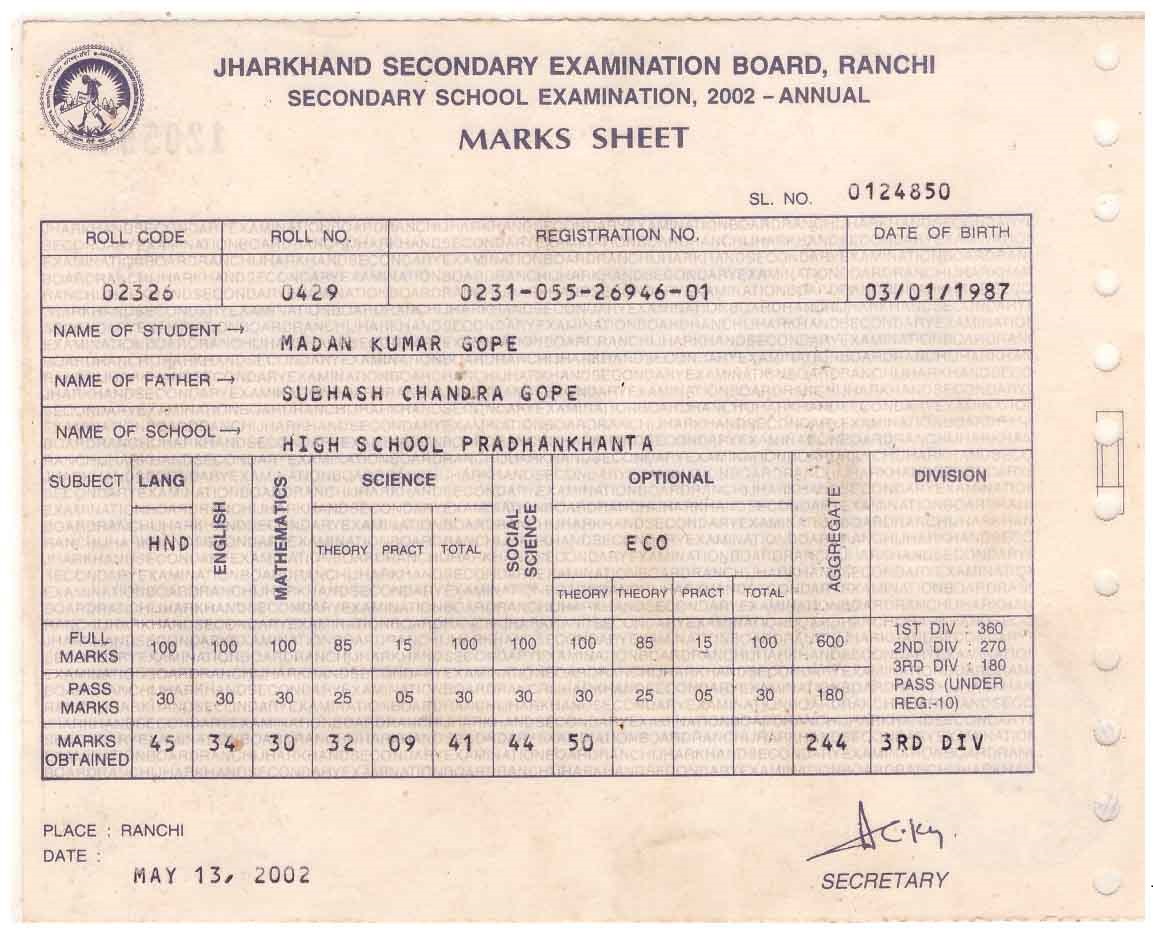 JHARKHAND SECONDARY EXAMINATION BOARD, RANCHI
SECONDARY SCHOOL EXAMINATION, 2002 – ANNUAL
MARKS SHEET
SL. NO. 0124850
ROLL CODE ROLL NO. REGISTRATION NO. DATE OF BIRTH
02326 0429 0231-055-26946-01 03/01/1987
NAME OF STUDENT → MADAN KUMAR GOPE
NAME OF FATHER → SUBHASH CHANDRA GOPE
NAME OF SCHOOL → HIGH SCHOOL PRADHANKHANTA
SUBJECT LANG ENGLISH MATHEMATICS SCIENCE SOCIAL SCIENCE OPTIONAL AGGREGATE DIVISION
HND THEORY PRACT TOTAL ECO
THEORY THEORY PRACT TOTAL
FULL MARKS 100 100 100 85 15 100 100 100 85 15 100 600
1ST DIV : 360
2ND DIV : 270
3RD DIV : 180
PASS (UNDER
REG.-10)
PASS MARKS 30 30 30 25 05 30 30 30 25 05 30 180
MARKS OBTAINED 45 34 30 32 09 41 44 50 244 3RD DIV
PLACE : RANCHI
DATE :
MAY 13, 2002
SECRETARY